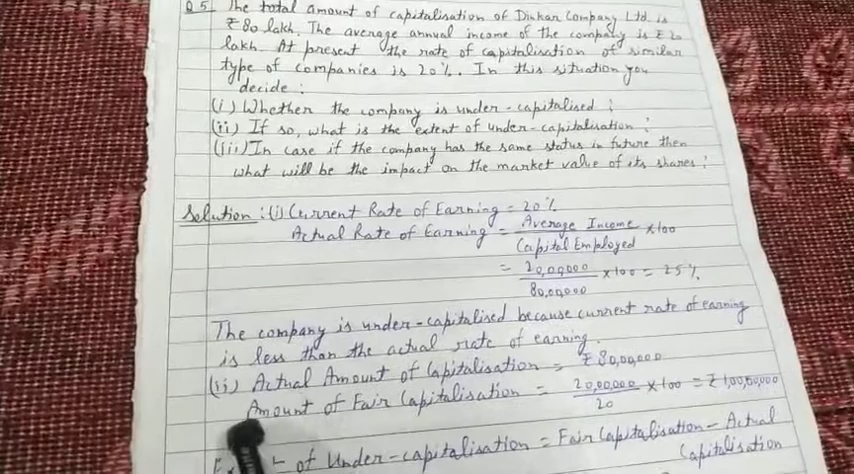 Q5. The total amount of capitalisation of Dinkar Company Ltd. is
₹80 lakh. The average annual income of the company is ₹20
lakh. At present the rate of capitalisation of similar
type of companies is 20%. In this situation you
decide:
(i) Whether the company is under-capitalised?
(ii) If so, what is the extent of under-capitalisation?
(iii) In case if the company has the same status in future then
what will be the impact on the market value of its shares?
Solution: (i) Current Rate of Earning = 20%
Actual Rate of Earning = Average Income / Capital Employed × 100
= 20,00,000 / 80,00,000 × 100 = 25%
The company is under-capitalised because current rate of earning
is less than the actual rate of earning.
(ii) Actual Amount of Capitalisation = ₹80,00,000
Amount of Fair Capitalisation = 20,00,000 / 20 × 100 = ₹1,00,00,000
of Under-capitalisation = Fair Capitalisation - Actual
Capitalisation